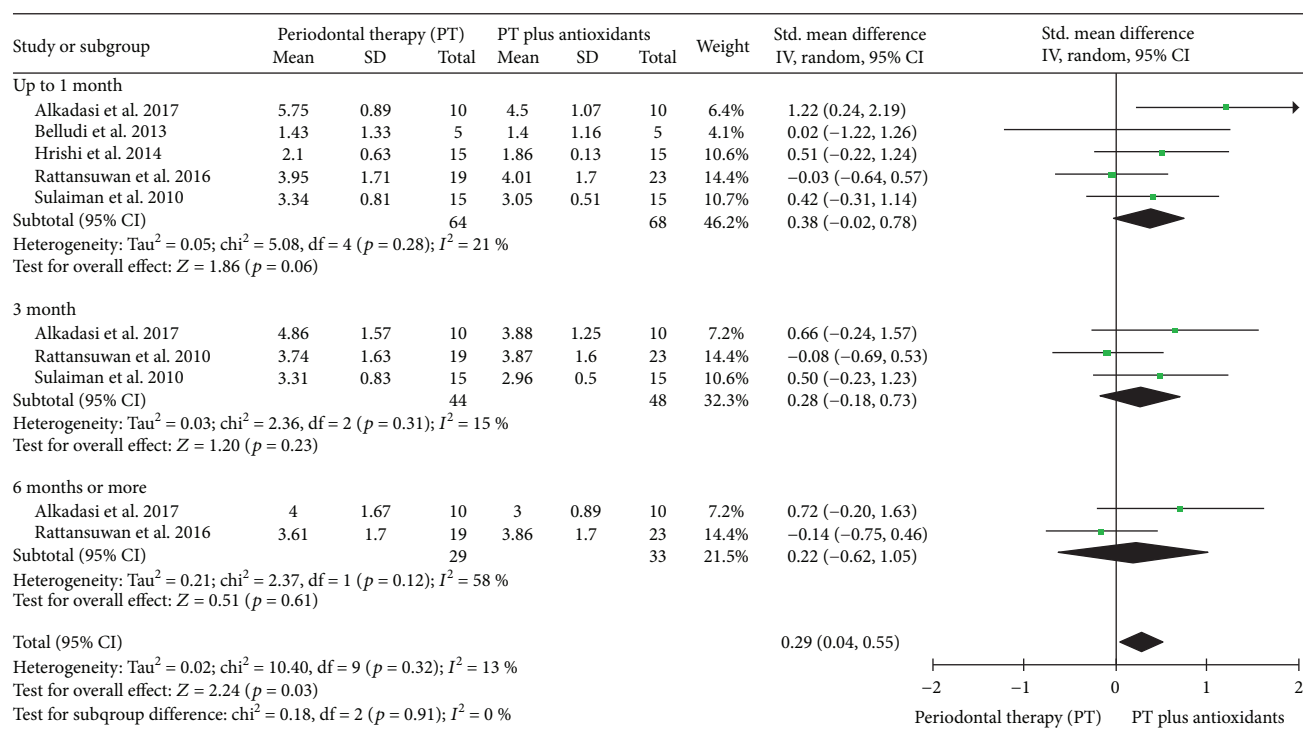 Study or subgroup Periodontal therapy (PT) PT plus antioxidants Weight Std. mean difference Std. mean difference
Mean SD Total Mean SD Total IV, random, 95% CI IV, random, 95% CI
Up to 1 month
Alkadasi et al. 2017 5.75 0.89 10 4.5 1.07 10 6.4% 1.22 (0.24, 2.19)
Belludi et al. 2013 1.43 1.33 5 1.4 1.16 5 4.1% 0.02 (−1.22, 1.26)
Hrishi et al. 2014 2.1 0.63 15 1.86 0.13 15 10.6% 0.51 (−0.22, 1.24)
Rattansuwan et al. 2016 3.95 1.71 19 4.01 1.7 23 14.4% −0.03 (−0.64, 0.57)
Sulaiman et al. 2010 3.34 0.81 15 3.05 0.51 15 10.7% 0.42 (−0.31, 1.14)
Subtotal (95% CI) 64 68 46.2% 0.38 (−0.02, 0.78)
Heterogeneity: Tau² = 0.05; chi² = 5.08, df = 4 (p = 0.28); I² = 21 %
Test for overall effect: Z = 1.86 (p = 0.06)
3 month
Alkadasi et al. 2017 4.86 1.57 10 3.88 1.25 10 7.2% 0.66 (−0.24, 1.57)
Rattansuwan et al. 2010 3.74 1.63 19 3.87 1.6 23 14.4% −0.08 (−0.69, 0.53)
Sulaiman et al. 2010 3.31 0.83 15 2.96 0.5 15 10.6% 0.50 (−0.23, 1.23)
Subtotal (95% CI) 44 48 32.3% 0.28 (−0.18, 0.73)
Heterogeneity: Tau² = 0.03; chi² = 2.36, df = 2 (p = 0.31); I² = 15 %
Test for overall effect: Z = 1.20 (p = 0.23)
6 months or more
Alkadasi et al. 2017 4 1.67 10 3 0.89 10 7.2% 0.72 (−0.20, 1.63)
Rattansuwan et al. 2016 3.61 1.7 19 3.86 1.7 23 14.4% −0.14 (−0.75, 0.46)
Subtotal (95% CI) 29 33 21.5% 0.22 (−0.62, 1.05)
Heterogeneity: Tau² = 0.21; chi² = 2.37, df = 1 (p = 0.12); I² = 58 %
Test for overall effect: Z = 0.51 (p = 0.61)
Total (95% CI) 0.29 (0.04, 0.55)
Heterogeneity: Tau² = 0.02; chi² = 10.40, df = 9 (p = 0.32); I² = 13 %
Test for overall effect: Z = 2.24 (p = 0.03)
Test for subqroup difference: chi² = 0.18, df = 2 (p = 0.91); I² = 0 %
−2 −1 0 1 2
Periodontal therapy (PT) PT plus antioxidants